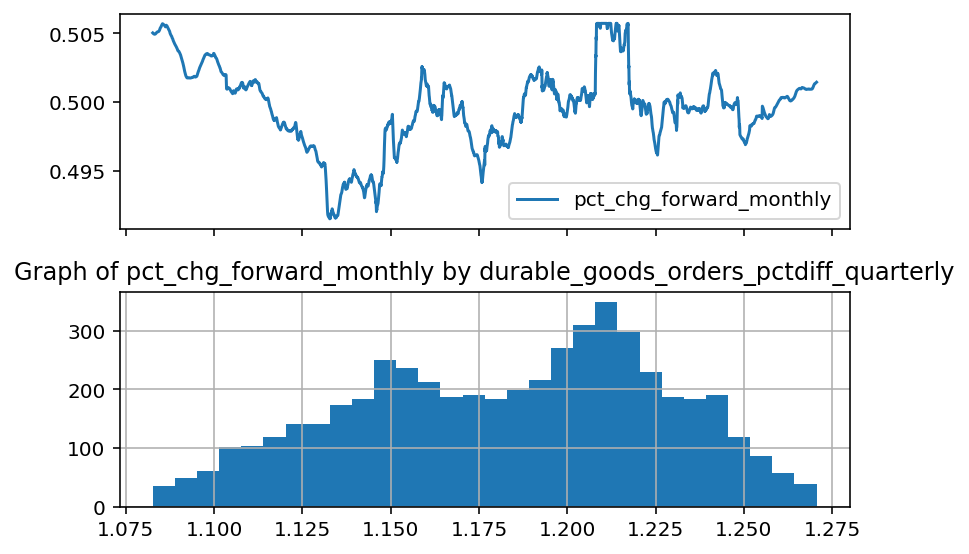 0.505
0.500
0.495
pct_chg_forward_monthly
Graph of pct_chg_forward_monthly by durable_goods_orders_pctdiff_quarterly
300
200
100
0
1.075 1.100 1.125 1.150 1.175 1.200 1.225 1.250 1.275